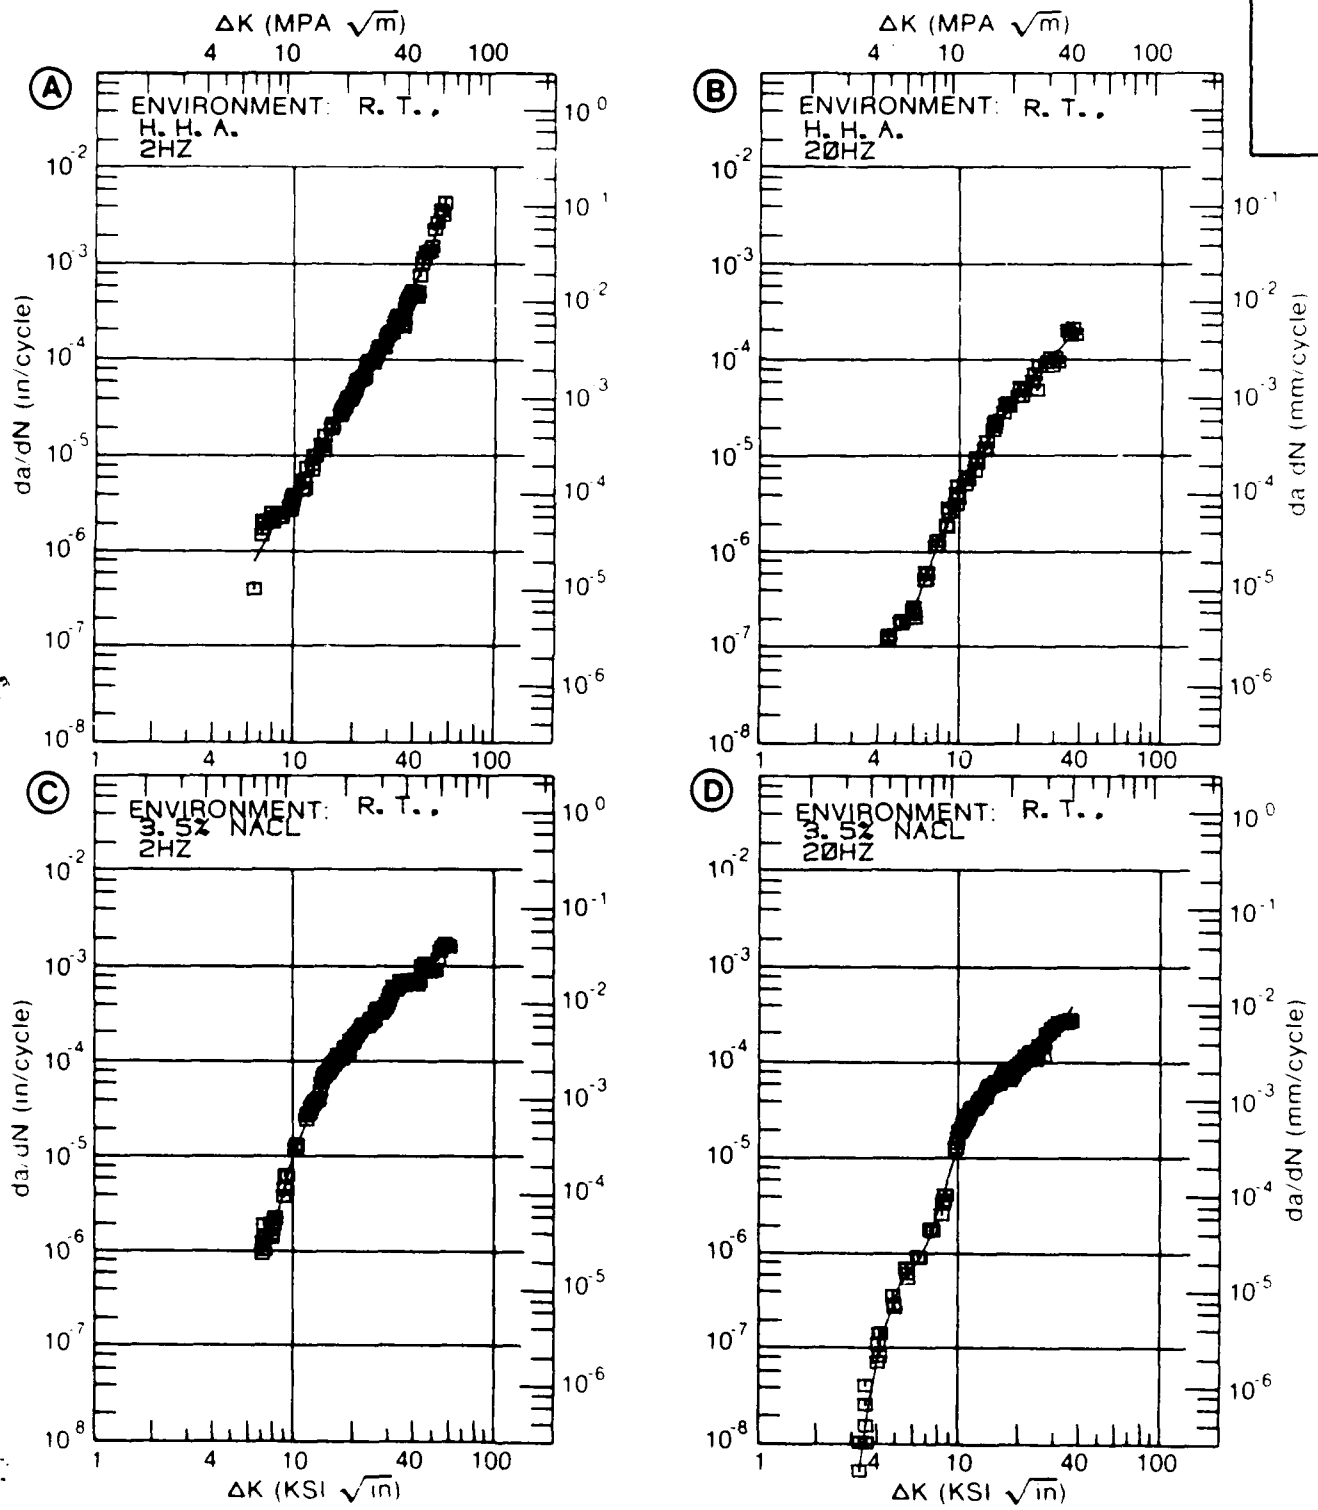 ΔK (MPA √m)
4 10 40 100
A
ENVIRONMENT: R. T.,
H. H. A.
2HZ
10⁰
10⁻²
10⁻¹
10⁻³
10⁻²
10⁻⁴
10⁻³
10⁻⁵
10⁻⁴
10⁻⁶
10⁻⁵
10⁻⁷
10⁻⁶
10⁻⁸
da/dN (in/cycle)
1 4 10 40 100
ΔK (MPA √m)
4 10 40 100
B
ENVIRONMENT: R. T.,
H. H. A.
20HZ
10⁻²
10⁻¹
10⁻³
10⁻²
10⁻⁴
10⁻³
10⁻⁵
10⁻⁴
10⁻⁶
10⁻⁵
10⁻⁷
10⁻⁶
10⁻⁸
da dN (mm/cycle)
1 4 10 40 100
C
ENVIRONMENT: R. T.,
3.5% NACL
2HZ
10⁰
10⁻²
10⁻¹
10⁻³
10⁻²
10⁻⁴
10⁻³
10⁻⁵
10⁻⁴
10⁻⁶
10⁻⁵
10⁻⁷
10⁻⁶
10⁻⁸
da/dN (in/cycle)
1 4 10 40 100
ΔK (KSI √in)
D
ENVIRONMENT: R. T.,
3.5% NACL
20HZ
10⁰
10⁻²
10⁻¹
10⁻³
10⁻²
10⁻⁴
10⁻³
10⁻⁵
10⁻⁴
10⁻⁶
10⁻⁵
10⁻⁷
10⁻⁶
10⁻⁸
da/dN (mm/cycle)
1 4 10 40 100
ΔK (KSI √in)